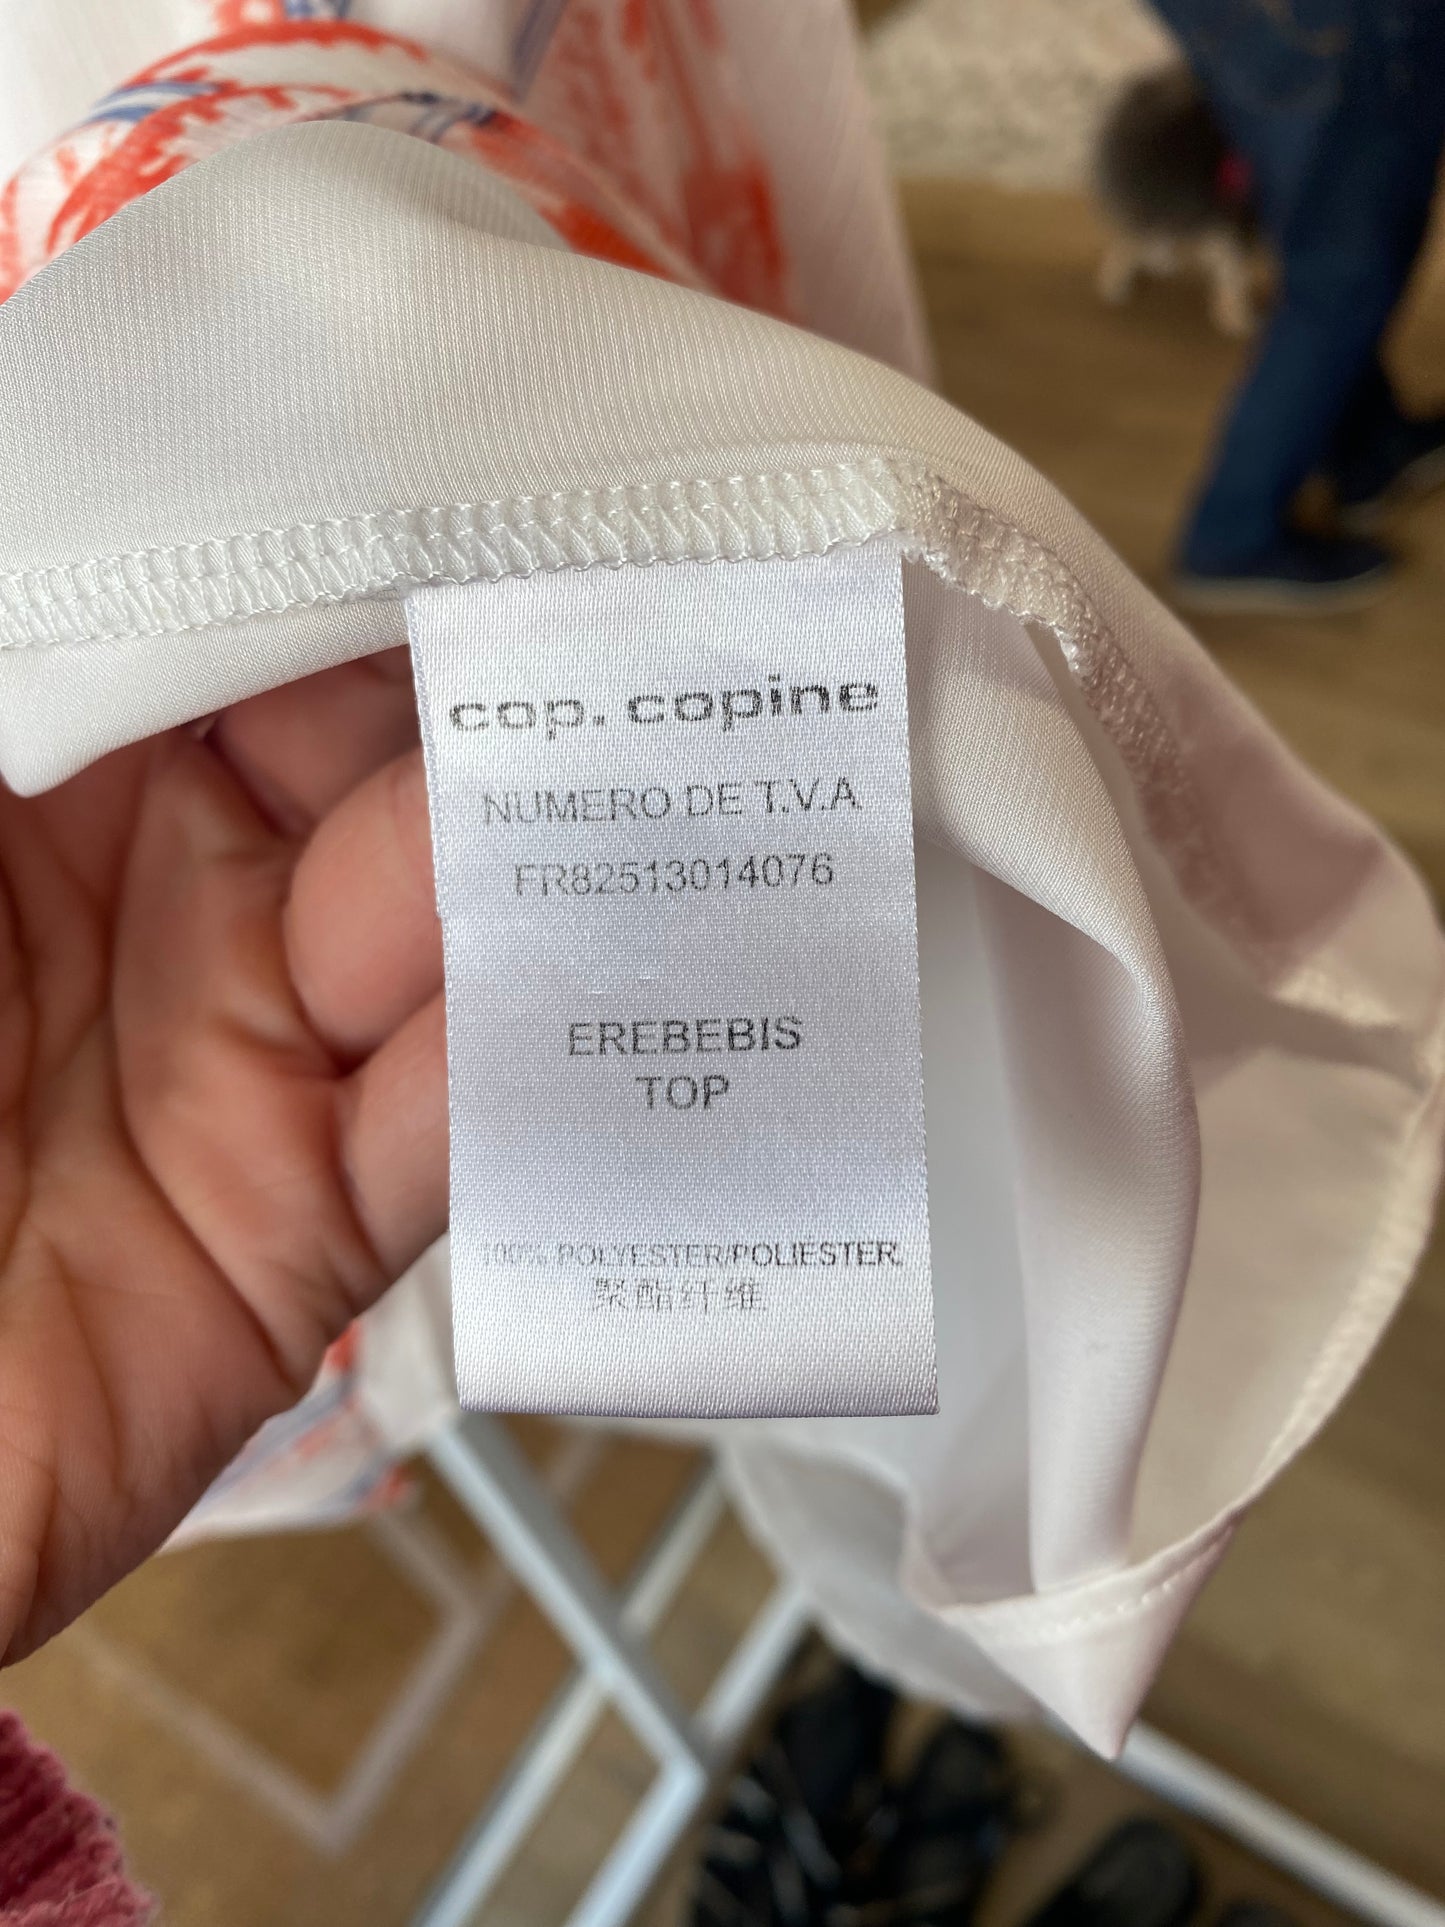 cop. copine
NUMERO DE T.V.A
FR82513014076
EREBEBIS
TOP
100% POLYESTER/POLIESTER
聚酯纤维